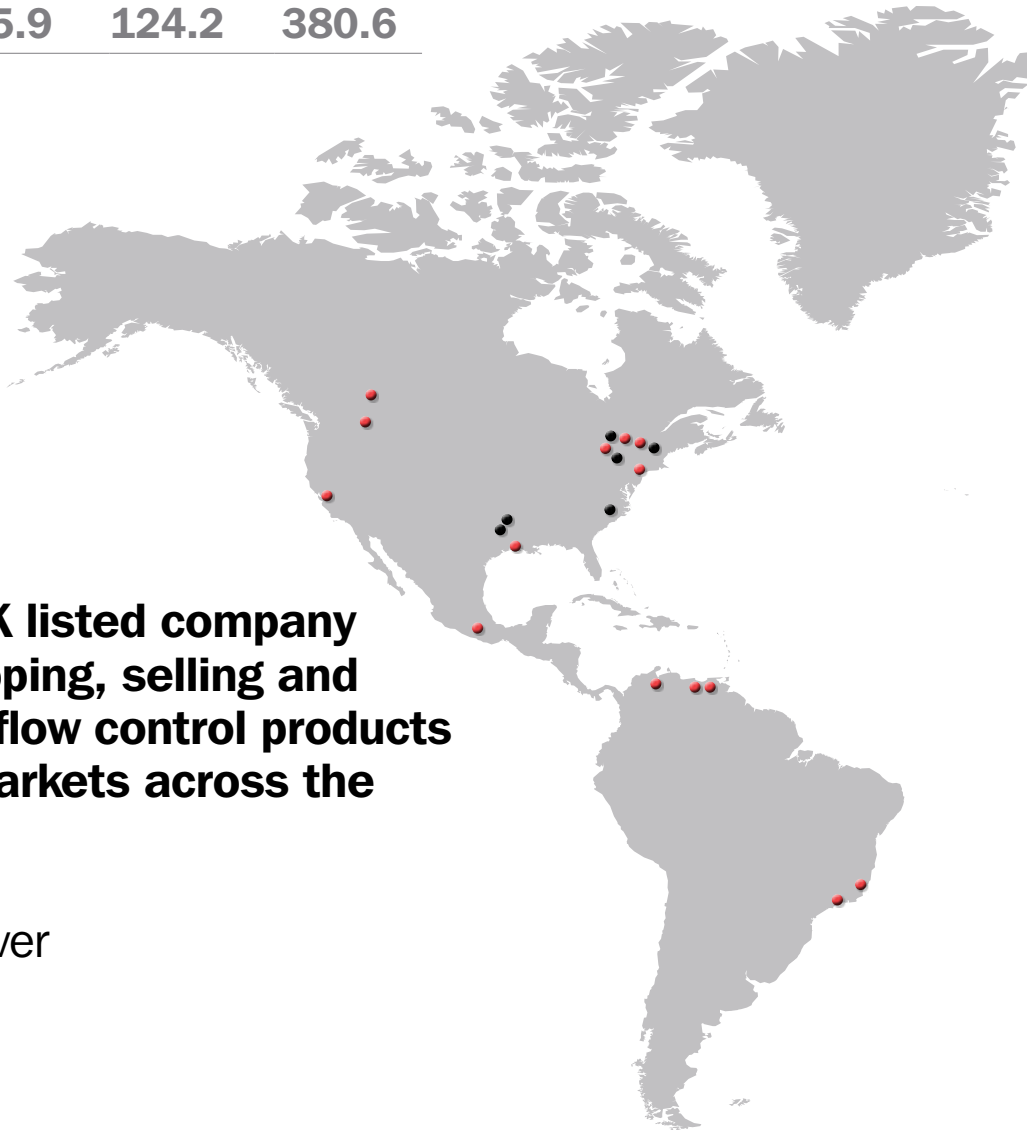 5.9 124.2 380.6
K listed company
ping, selling and
flow control products
arkets across the
ver